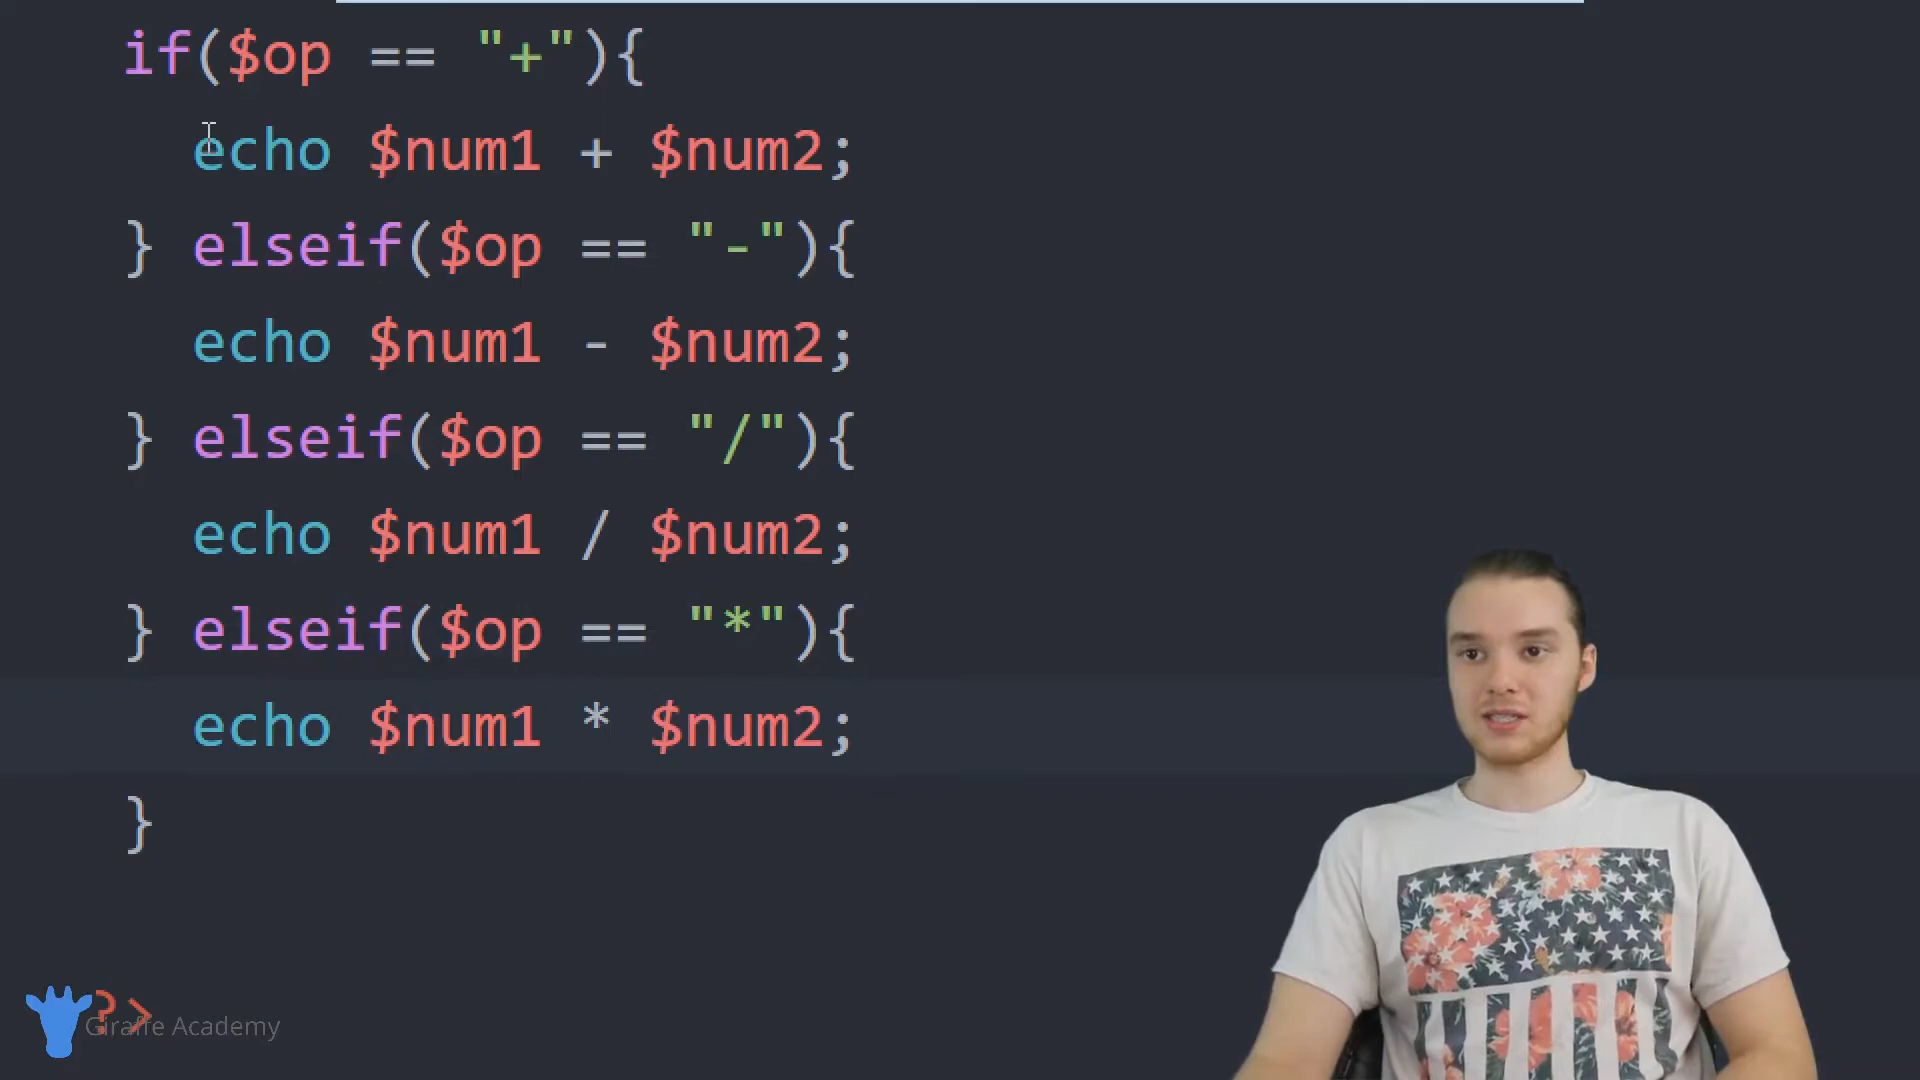 if($op == "+"){
echo $num1 + $num2;
} elseif($op == "-"){
echo $num1 - $num2;
} elseif($op == "/"){
echo $num1 / $num2;
} elseif($op == "*"){
echo $num1 * $num2;
}
?>
Giraffe Academy